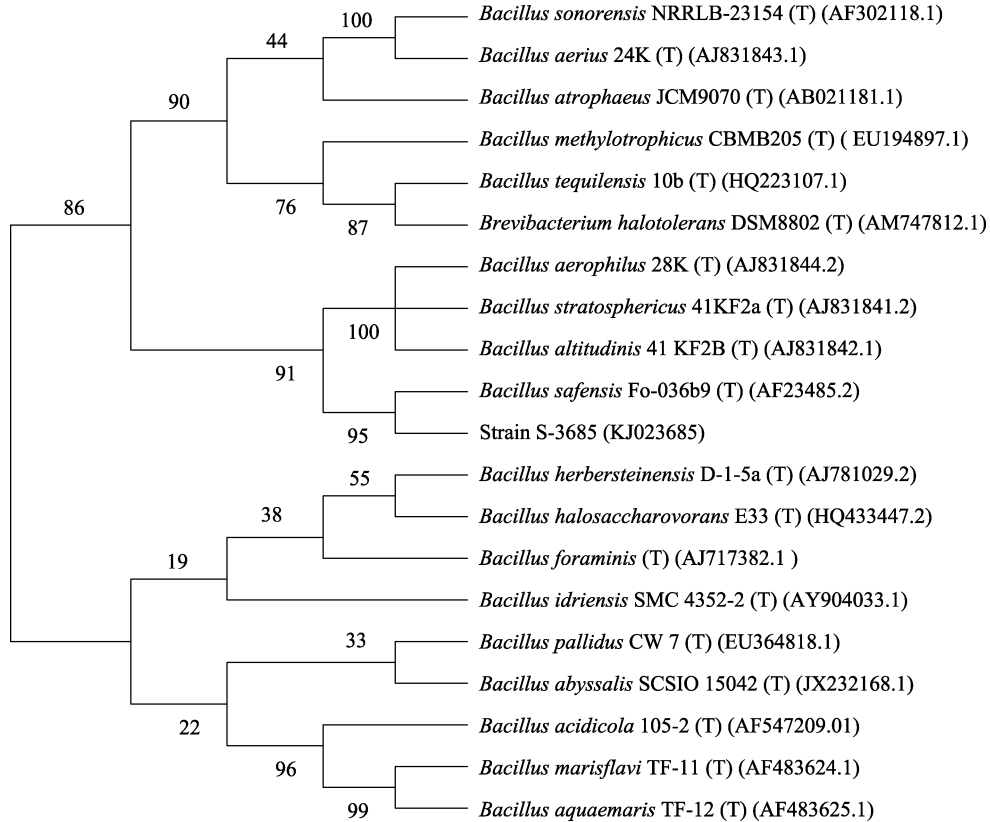 100
Bacillus sonorensis NRRLB-23154 (T) (AF302118.1)
44
Bacillus aerius 24K (T) (AJ831843.1)
Bacillus atrophaeus JCM9070 (T) (AB021181.1)
90
Bacillus methylotrophicus CBMB205 (T) ( EU194897.1)
Bacillus tequilensis 10b (T) (HQ223107.1)
76
87
Brevibacterium halotolerans DSM8802 (T) (AM747812.1)
86
Bacillus aerophilus 28K (T) (AJ831844.2)
Bacillus stratosphericus 41KF2a (T) (AJ831841.2)
100
Bacillus altitudinis 41 KF2B (T) (AJ831842.1)
91
Bacillus safensis Fo-036b9 (T) (AF23485.2)
95
Strain S-3685 (KJ023685)
55
Bacillus herbersteinensis D-1-5a (T) (AJ781029.2)
38
Bacillus halosaccharovorans E33 (T) (HQ433447.2)
19
Bacillus foraminis (T) (AJ717382.1 )
Bacillus idriensis SMC 4352-2 (T) (AY904033.1)
33
Bacillus pallidus CW 7 (T) (EU364818.1)
Bacillus abyssalis SCSIO 15042 (T) (JX232168.1)
22
Bacillus acidicola 105-2 (T) (AF547209.01)
96
Bacillus marisflavi TF-11 (T) (AF483624.1)
99
Bacillus aquaemaris TF-12 (T) (AF483625.1)